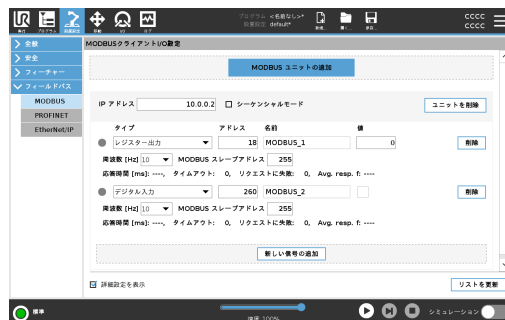 プログラム <名前なし>*
設置設定 default*
CCCC
CCCC
実行 プログラム 設置設定 移動 I/O ログ 新規... 開く... 保存...
全般
安全
フィーチャー
フィールドバス
MODBUS
PROFINET
EtherNet/IP
MODBUSクライアントI/O設定
MODBUS ユニットの追加
IP アドレス 10.0.0.2 シーケンシャルモード ユニットを削除
タイプ アドレス 名前 値
レジスター出力 18 MODBUS_1 0 削除
周波数 [Hz] 10 MODBUS スレーブアドレス 255
応答時間 [ms]: ----, タイムアウト: 0, リクエストに失敗: 0, Avg. resp. f: ----
デジタル入力 260 MODBUS_2 削除
周波数 [Hz] 10 MODBUS スレーブアドレス 255
応答時間 [ms]: ----, タイムアウト: 0, リクエストに失敗: 0, Avg. resp. f: ----
新しい信号の追加
詳細設定を表示 リストを更新
標準 速度 100% シミュレーション